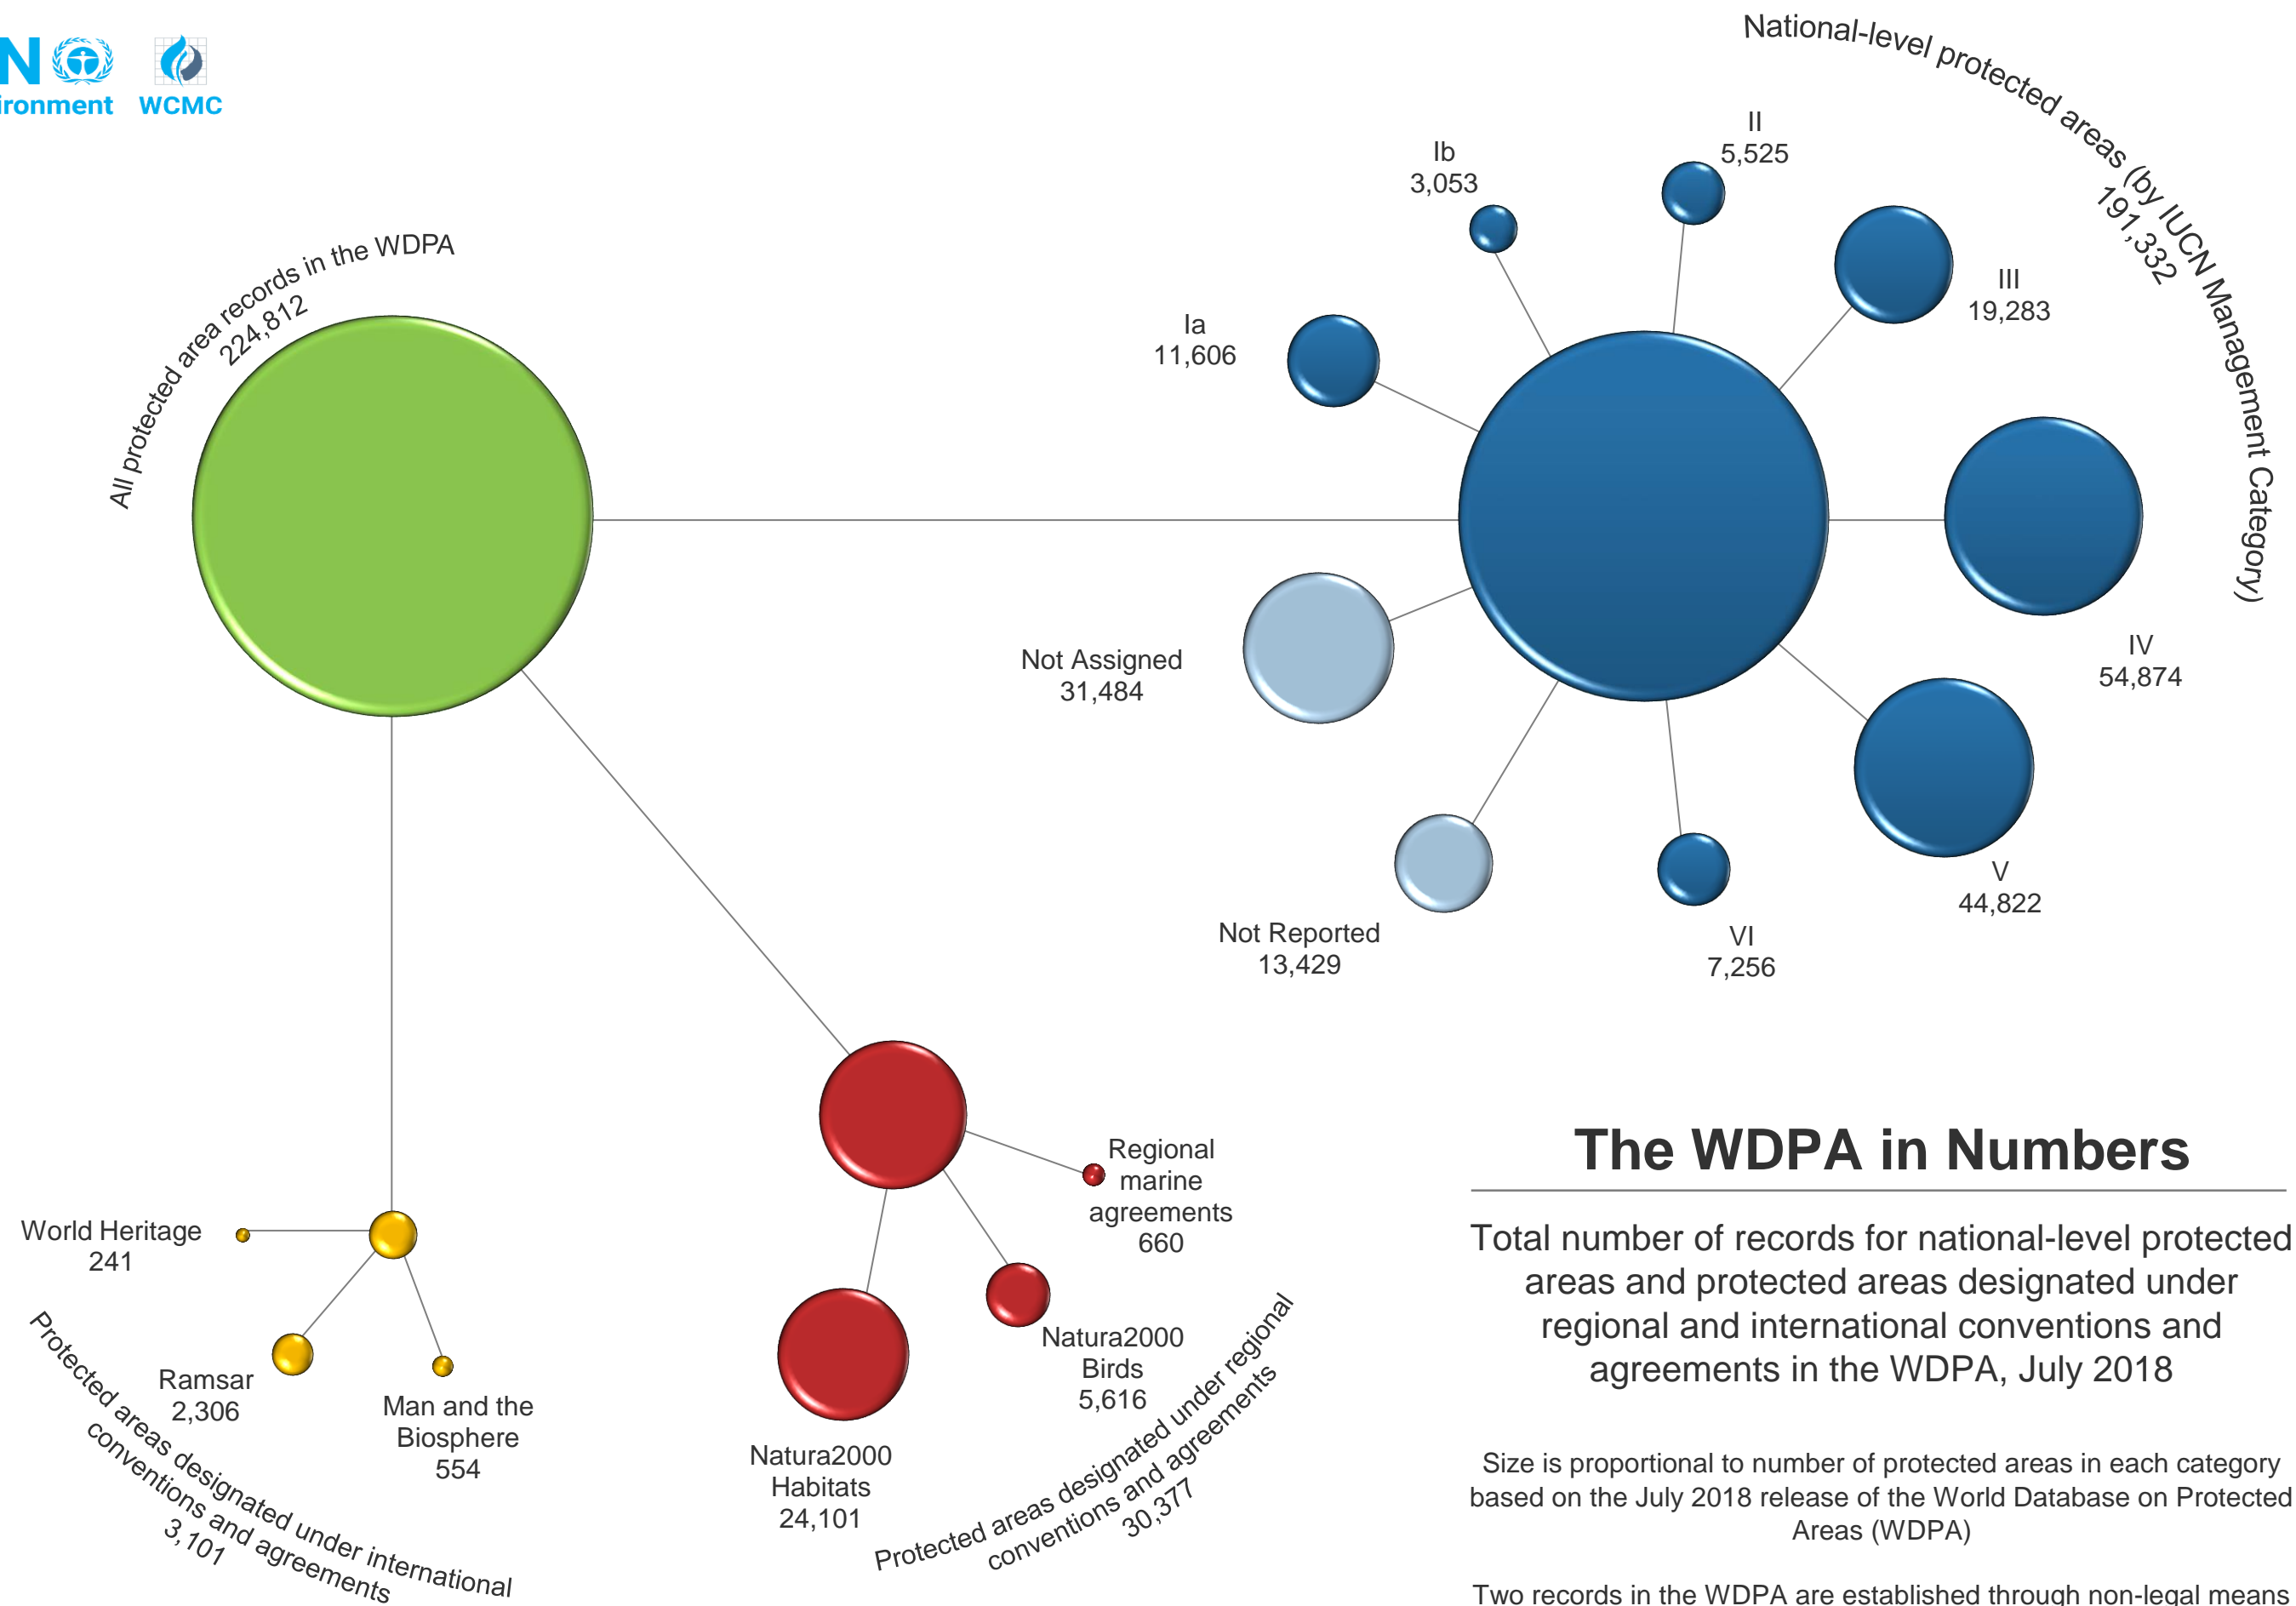 N
ironment WCMC
National-level protected areas (by IUCN Management Category)
191,332
II
5,525
Ib
3,053
III
19,283
All protected area records in the WDPA
224,812
Ia
11,606
IV
54,874
Not Assigned
31,484
V
44,822
Not Reported
13,429
VI
7,256
The WDPA in Numbers
Total number of records for national-level protected
areas and protected areas designated under
regional and international conventions and
agreements in the WDPA, July 2018
Size is proportional to number of protected areas in each category
based on the July 2018 release of the World Database on Protected
Areas (WDPA)
Two records in the WDPA are established through non-legal means
Regional
marine
agreements
660
Natura2000
Birds
5,616
Natura2000
Habitats
24,101
Protected areas designated under regional
conventions and agreements
30,377
World Heritage
241
Ramsar
2,306
Man and the
Biosphere
554
Protected areas designated under international
conventions and agreements
3,101